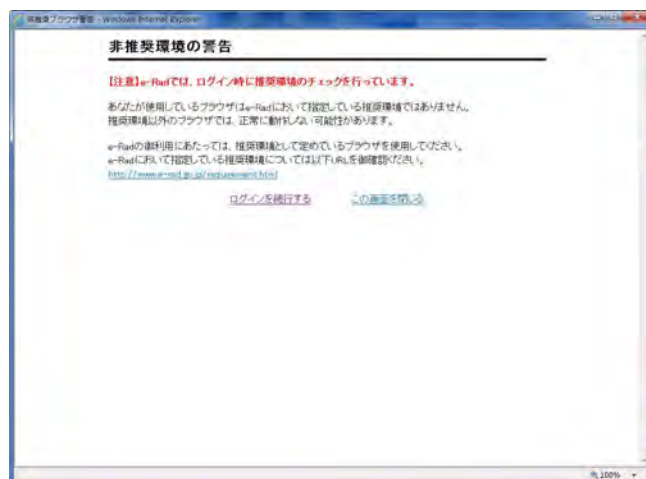 非推奨ブラウザ警告 - Windows Internet Explorer
非推奨環境の警告
【注意】e-Radでは、ログイン時に推奨環境のチェックを行っています。
あなたが使用しているブラウザはe-Radにおいて指定している推奨環境ではありません。
推奨環境以外のブラウザでは、正常に動作しない可能性があります。
e-Radの御利用にあたっては、推奨環境として定めているブラウザを使用してください。
e-Radにおいて指定している推奨環境については以下URLを御確認ください。
http://www.e-rad.go.jp/requirement.html
ログインを続行する この画面を閉じる
100%